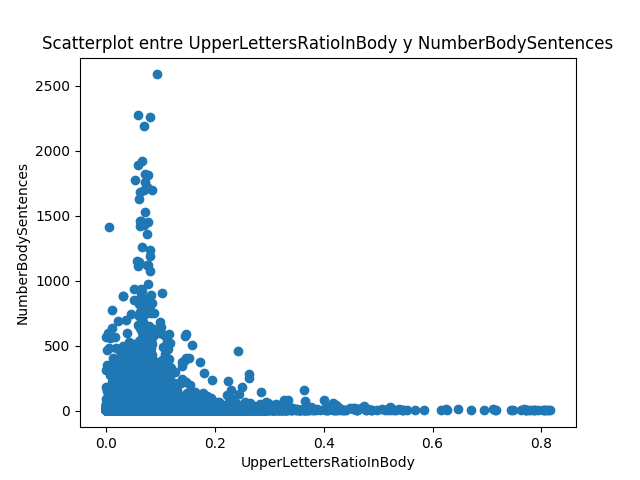 Scatterplot entre UpperLettersRatioInBody y NumberBodySentences
2500
2000
1500
1000
500
0
NumberBodySentences
0.0 0.2 0.4 0.6 0.8
UpperLettersRatioInBody